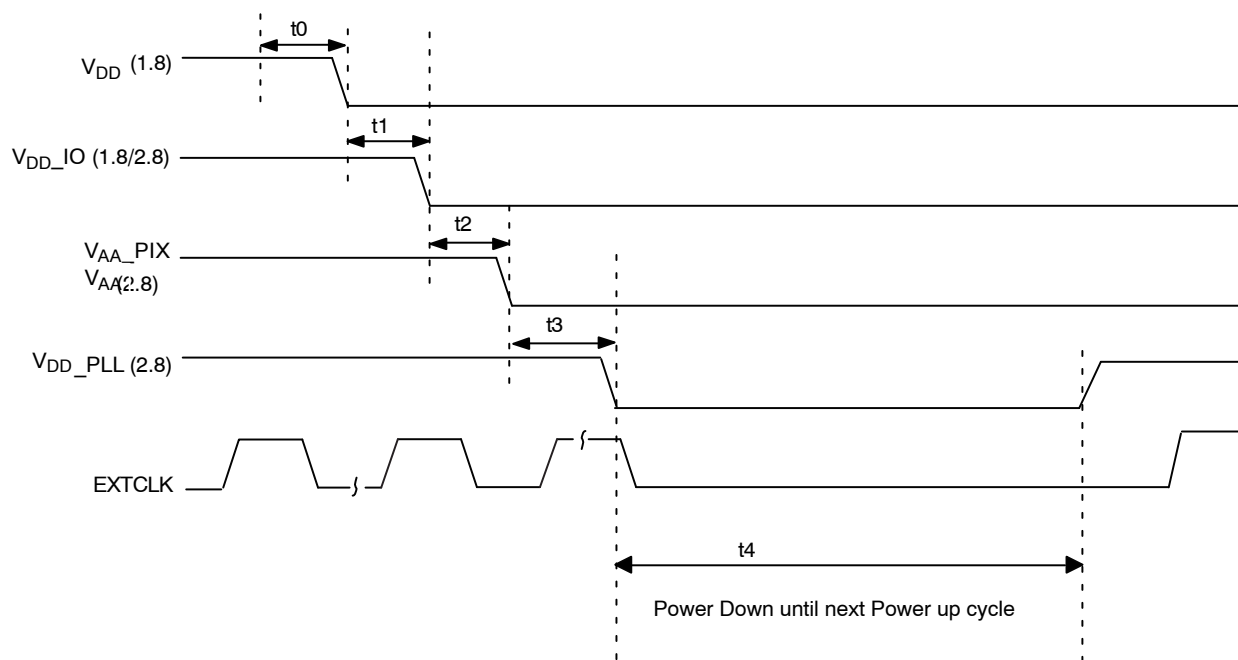 t0
VDD (1.8)
t1
VDD_IO (1.8/2.8)
t2
VAA_PIX
VAA(2.8)
t3
VDD_PLL (2.8)
EXTCLK
t4
Power Down until next Power up cycle